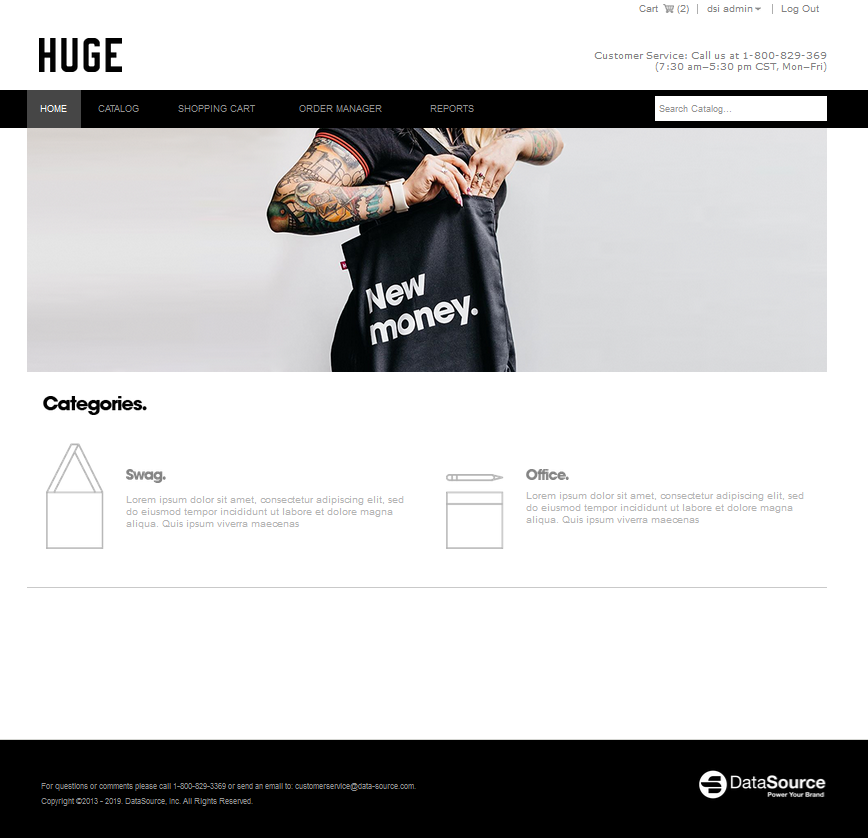 Cart (2) | dsi admin | Log Out
HUGE
Customer Service: Call us at 1-800-829-369
(7:30 am–5:30 pm CST, Mon–Fri)
HOME CATALOG SHOPPING CART ORDER MANAGER REPORTS Search Catalog...
New
money.
Categories.
Swag.
Lorem ipsum dolor sit amet, consectetur adipiscing elit, sed
do eiusmod tempor incididunt ut labore et dolore magna
aliqua. Quis ipsum viverra maecenas
Office.
Lorem ipsum dolor sit amet, consectetur adipiscing elit, sed
do eiusmod tempor incididunt ut labore et dolore magna
aliqua. Quis ipsum viverra maecenas
For questions or comments please call 1-800-829-3369 or send an email to: customerservice@data-source.com.
Copyright ©2013 - 2019. DataSource, Inc. All Rights Reserved.
DataSource
Power Your Brand